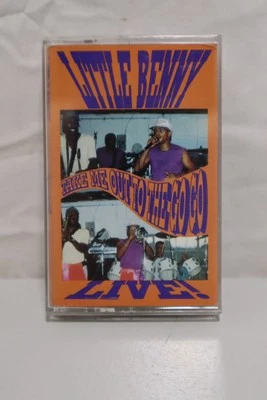 LITTLE BENNY
TAKE ME OUT TO THE GO GO
LIVE!